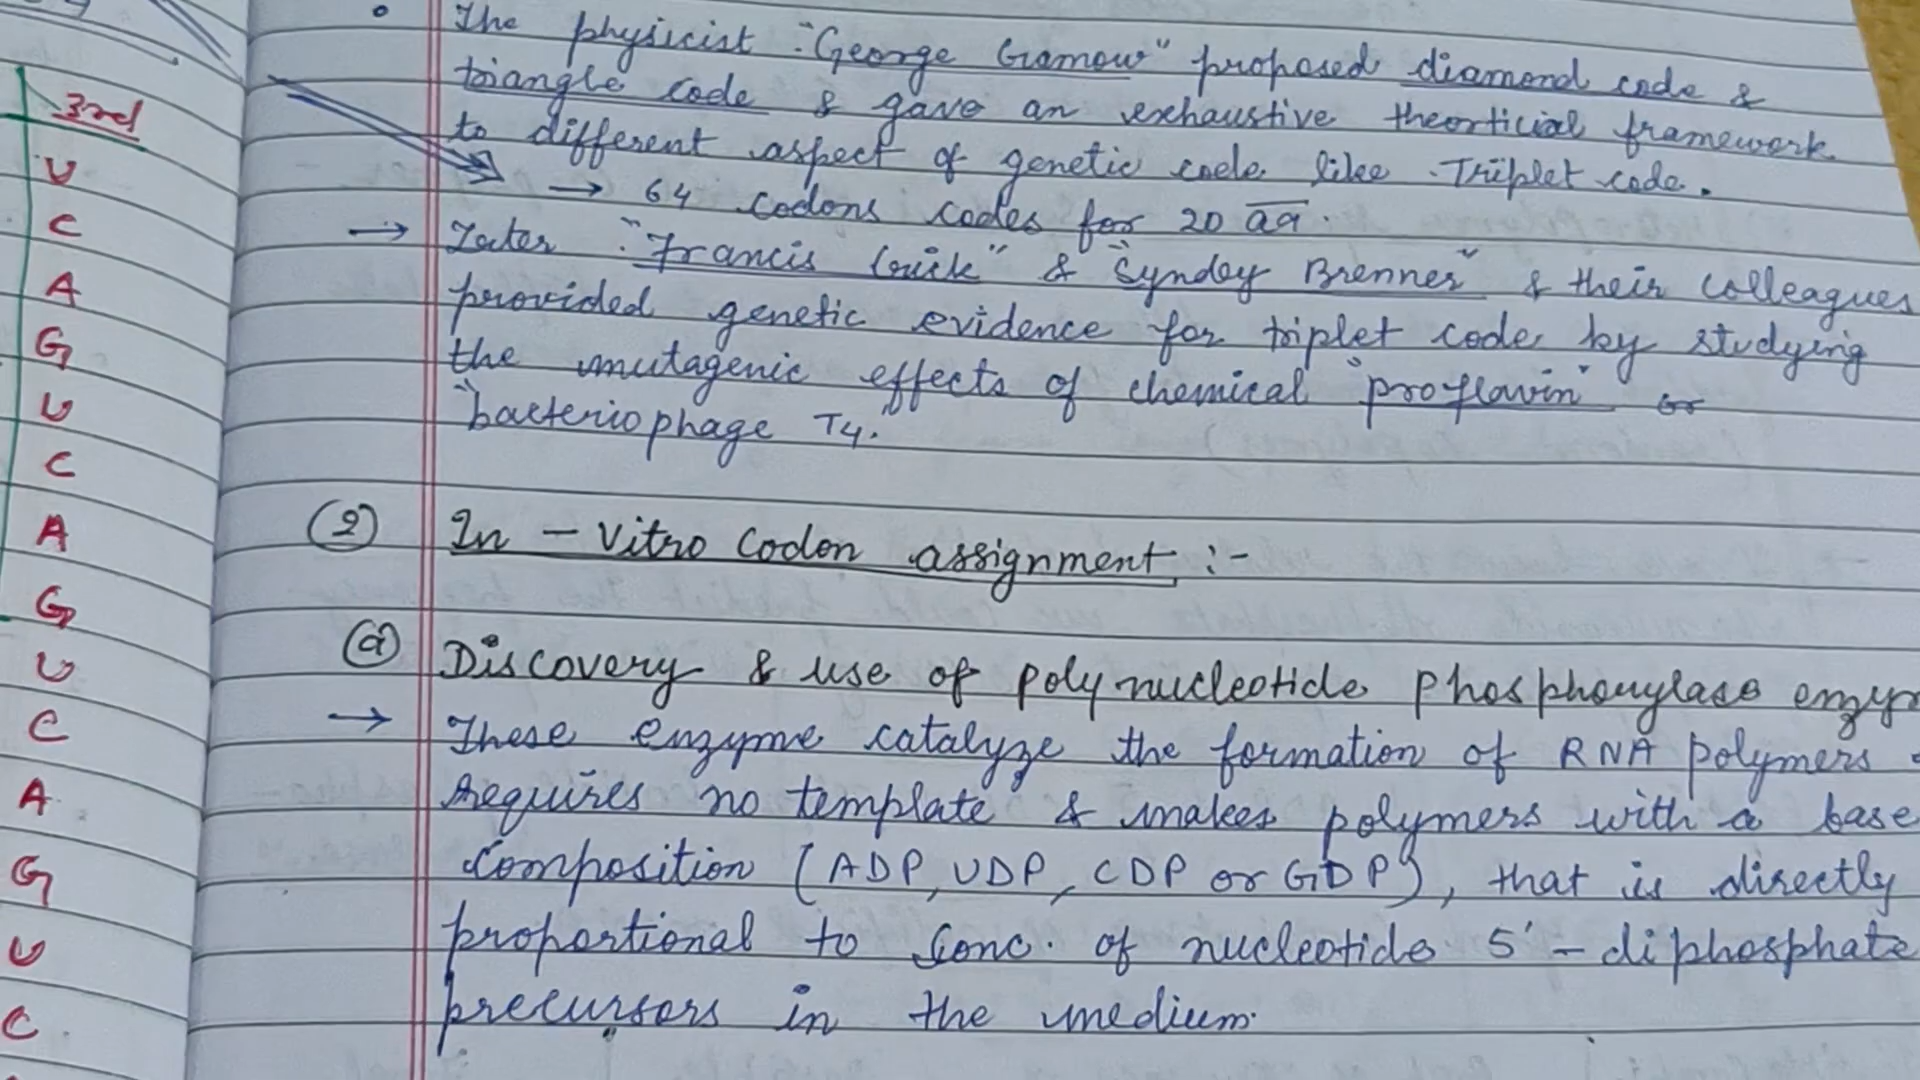 3rd
U
C
A
G
U
C
A
G
U
C
A
G
U
C
• The physicist "George Gamow" proposed diamond code &
triangle code & gave an exhaustive theorticial framework
to different aspect of genetic code like Triplet code.
→ 64 codons codes for 20 aa.
→ Later "Francis Crick" & "Syndey Brenner" & their colleagues
provided genetic evidence for triplet code by studying
the mutagenic effects of chemical "proflavin" or
"bacteriophage T4."
(2) In - Vitro Codon assignment :-
(a) Discovery & use of polynucleotide phosphorylase enzy
→ These enzyme catalyze the formation of RNA polymers
requires no template & makes polymers with a base
composition (ADP, UDP, CDP or GDP), that is directly
proportional to conc. of nucleotide 5' - diphosphate
precursors in the medium.